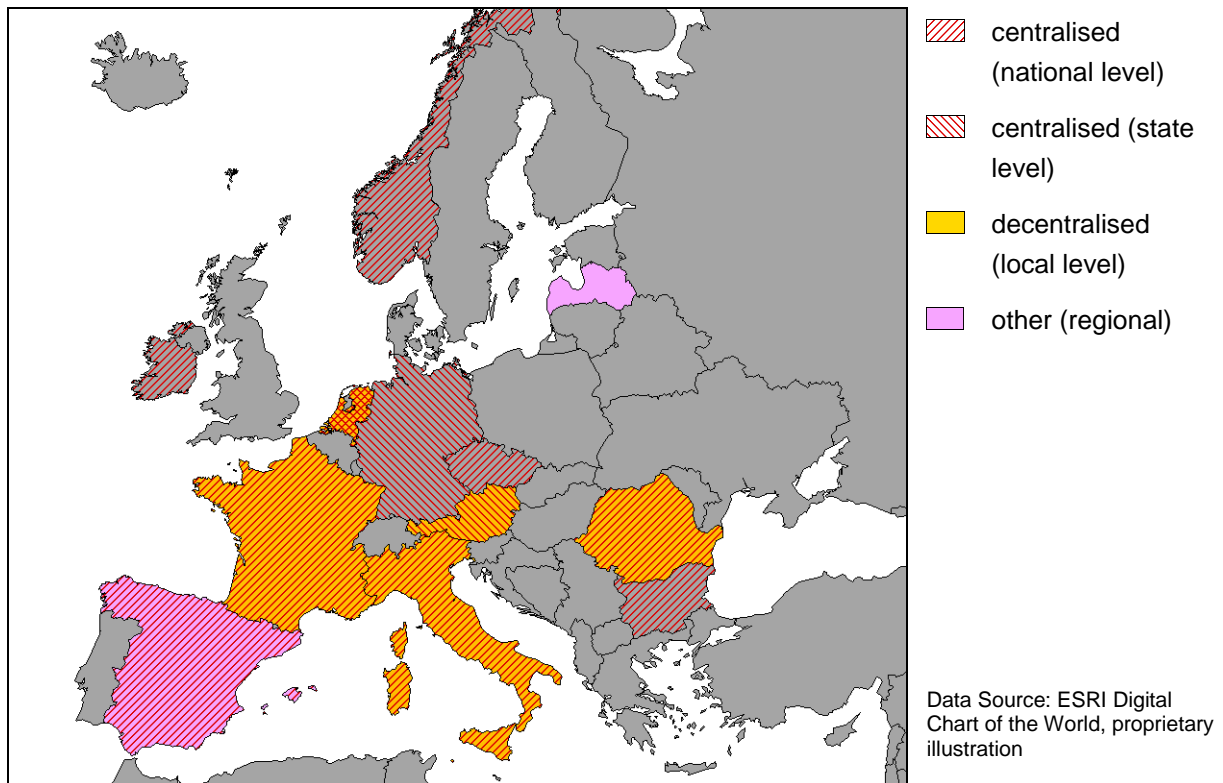 centralised
(national level)
centralised (state
level)
decentralised
(local level)
other (regional)
Data Source: ESRI Digital
Chart of the World, proprietary
illustration